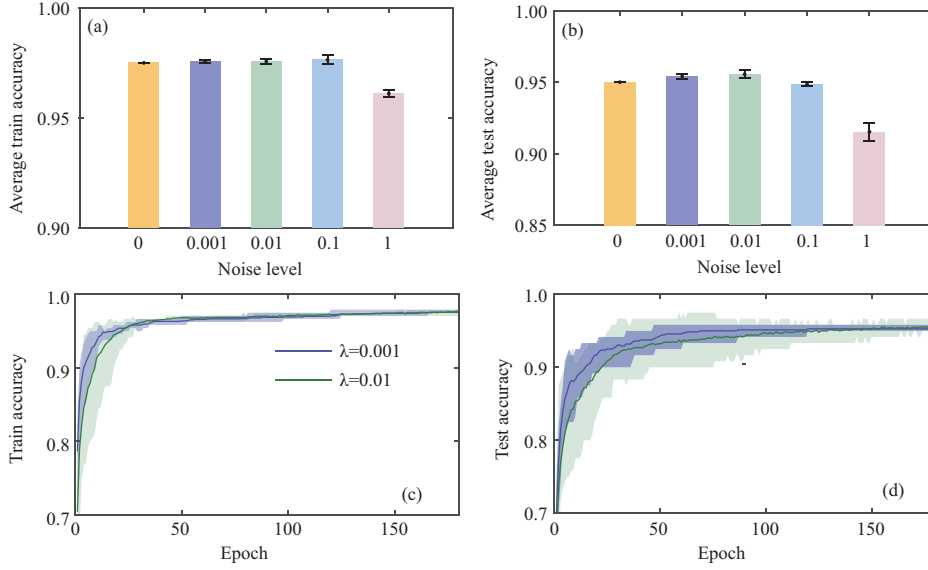 (a)
Average train accuracy
1.00
0.95
0.90
0 0.001 0.01 0.1 1
Noise level
(b)
Average test accuracy
1.00
0.95
0.90
0.85
0 0.001 0.01 0.1 1
Noise level
Train accuracy
1.0
0.9
0.8
0.7
λ=0.001
λ=0.01
(c)
0 50 100 150
Epoch
Test accuracy
1.0
0.9
0.8
0.7
(d)
0 50 100 150
Epoch